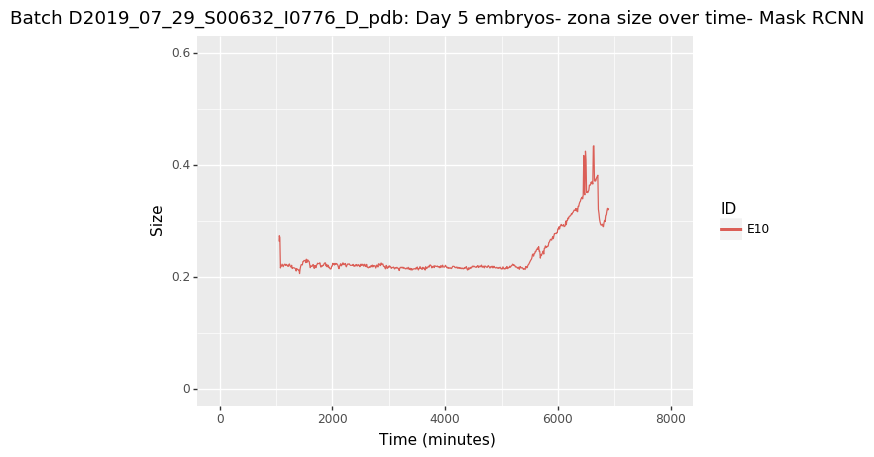 Batch D2019_07_29_S00632_I0776_D_pdb: Day 5 embryos- zona size over time- Mask RCNN
0.6
0.4
0.2
0
Size
0 2000 4000 6000 8000
Time (minutes)
ID
E10